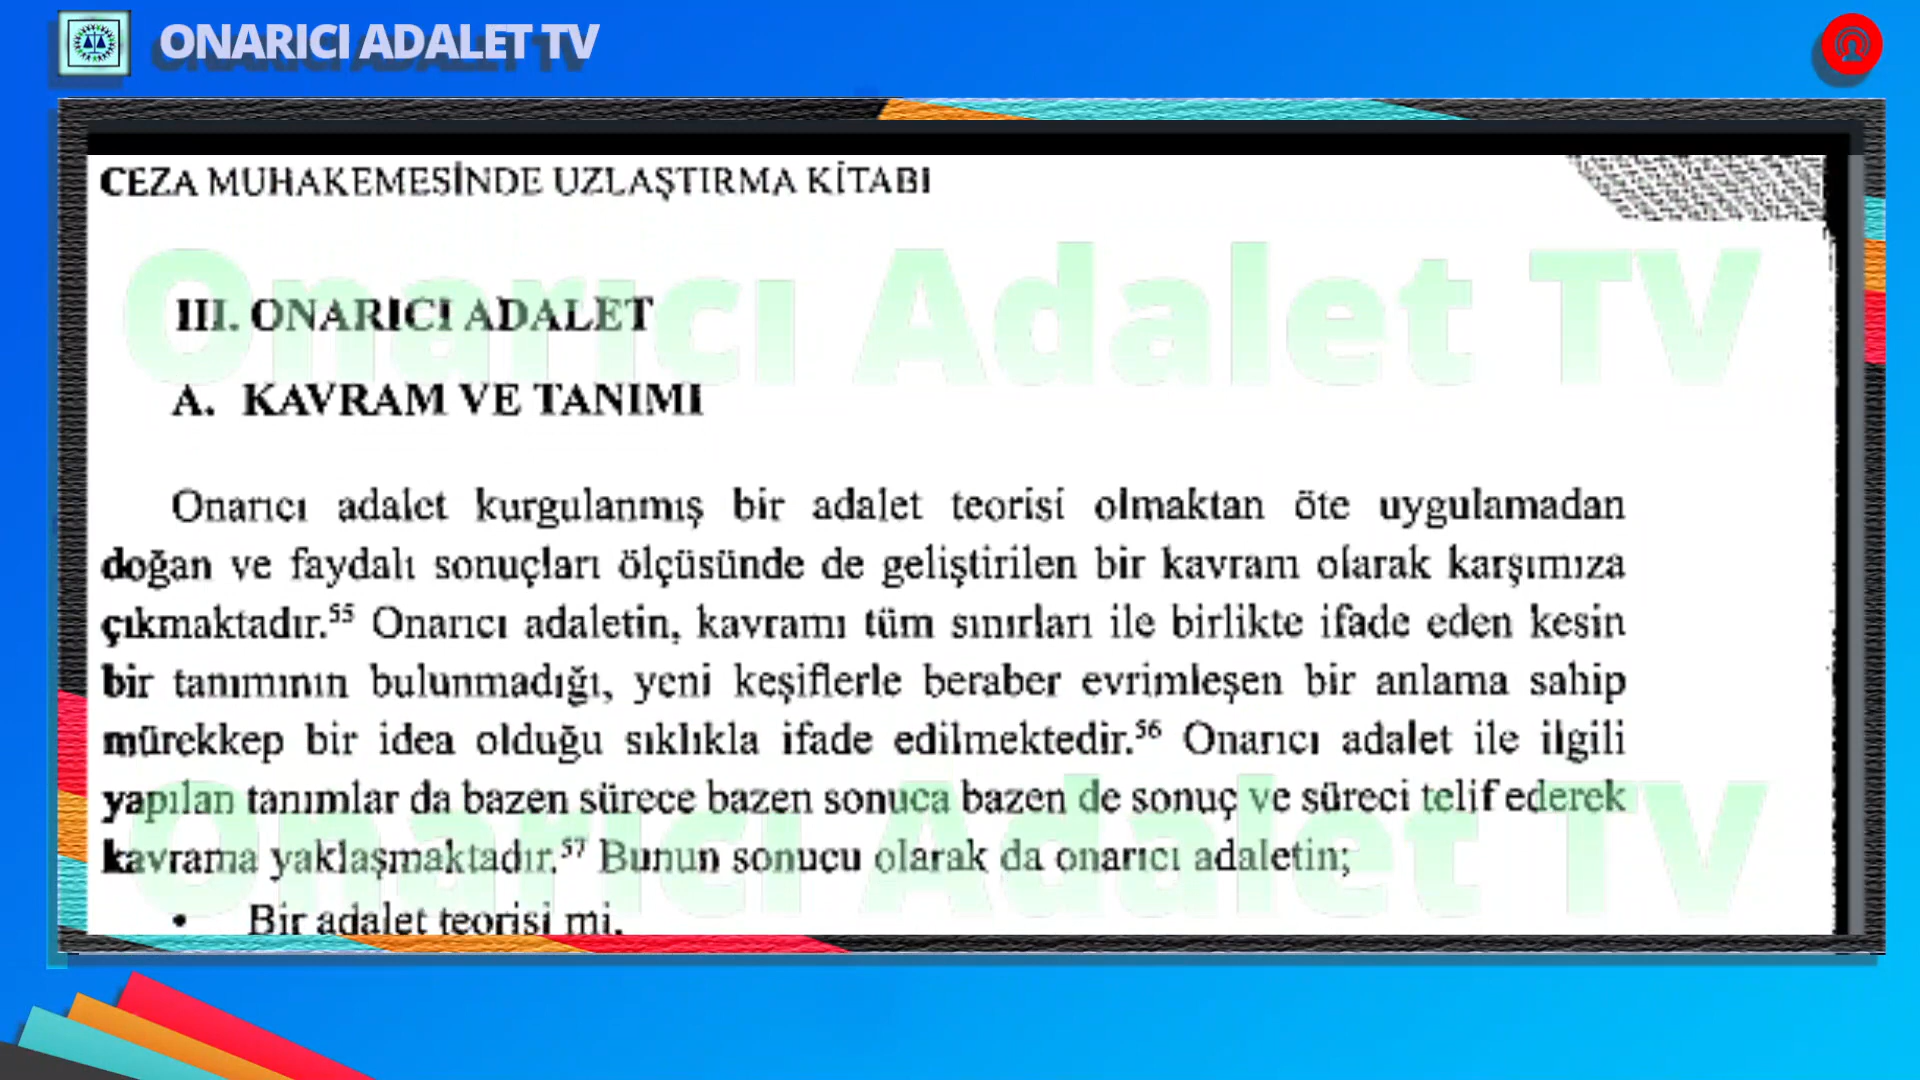 ONARICI ADALET TV
CEZA MUHAKEMESİNDE UZLAŞTIRMA KİTABI
Onarıcı Adalet TV
III. ONARICI ADALET
A. KAVRAM VE TANIMI
Onarıcı adalet kurgulanmış bir adalet teorisi olmaktan öte uygulamadan
doğan ve faydalı sonuçları ölçüsünde de geliştirilen bir kavram olarak karşımıza
çıkmaktadır.55 Onarıcı adaletin, kavramı tüm sınırları ile birlikte ifade eden kesin
bir tanımının bulunmadığı, yeni keşiflerle beraber evrimleşen bir anlama sahip
mürekkep bir idea olduğu sıklıkla ifade edilmektedir.56 Onarıcı adalet ile ilgili
yapılan tanımlar da bazen sürece bazen sonuca bazen de sonuç ve süreci telif ederek
kavrama yaklaşmaktadır.57 Bunun sonucu olarak da onarıcı adaletin;
Onarıcı Adalet TV
• Bir adalet teorisi mi,